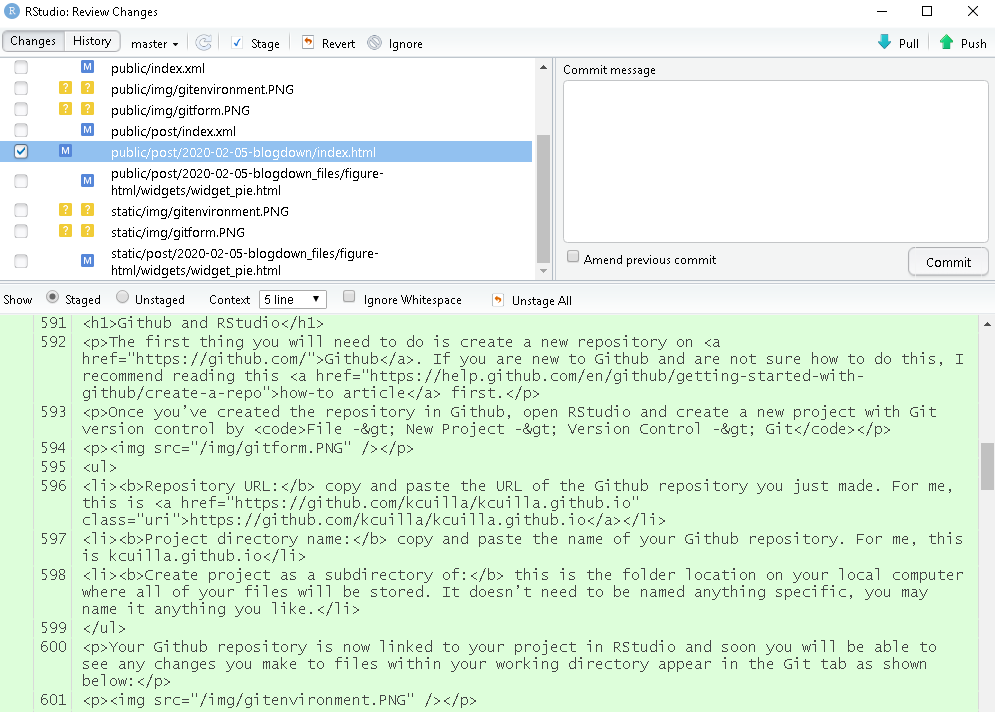 RStudio: Review Changes
Changes History master Stage Revert Ignore Pull Push
M public/index.xml
? ? public/img/gitenvironment.PNG
? ? public/img/gitform.PNG
M public/post/index.xml
M public/post/2020-02-05-blogdown/index.html
M public/post/2020-02-05-blogdown_files/figure-
html/widgets/widget_pie.html
? ? static/img/gitenvironment.PNG
? ? static/img/gitform.PNG
M static/post/2020-02-05-blogdown_files/figure-
html/widgets/widget_pie.html
Commit message
Amend previous commit
Commit
Show Staged Unstaged Context 5 line Ignore Whitespace Unstage All
591 <h1>Github and RStudio</h1>
592 <p>The first thing you will need to do is create a new repository on <a
href="https://github.com/">Github</a>. If you are new to Github and are not sure how to do this, I
recommend reading this <a href="https://help.github.com/en/github/getting-started-with-
github/create-a-repo">how-to article</a> first.</p>
593 <p>Once you’ve created the repository in Github, open RStudio and create a new project with Git
version control by <code>File -&gt; New Project -&gt; Version Control -&gt; Git</code></p>
594 <p><img src="/img/gitform.PNG" /></p>
595 <ul>
596 <li><b>Repository URL:</b> copy and paste the URL of the Github repository you just made. For me,
this is <a href="https://github.com/kcuilla/kcuilla.github.io"
class="uri">https://github.com/kcuilla/kcuilla.github.io</a></li>
597 <li><b>Project directory name:</b> copy and paste the name of your Github repository. For me, this
is kcuilla.github.io</li>
598 <li><b>Create project as a subdirectory of:</b> this is the folder location on your local computer
where all of your files will be stored. It doesn’t need to be named anything specific, you may
name it anything you like.</li>
599 </ul>
600 <p>Your Github repository is now linked to your project in RStudio and soon you will be able to
see any changes you make to files within your working directory appear in the Git tab as shown
below:</p>
601 <p><img src="/img/gitenvironment.PNG" /></p>